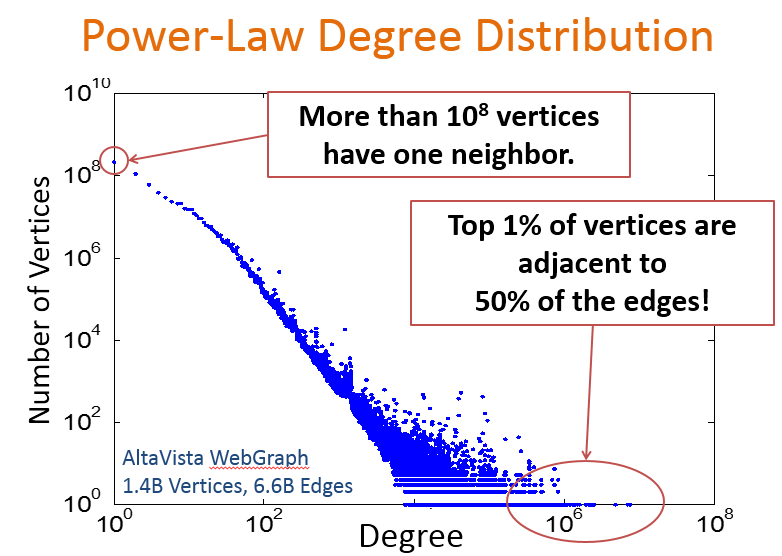 Power-Law Degree Distribution
10¹⁰
More than 10⁸ vertices
have one neighbor.
10⁸
Top 1% of vertices are
adjacent to
50% of the edges!
10⁶
Number of Vertices
10⁴
10²
AltaVista WebGraph
1.4B Vertices, 6.6B Edges
10⁰
10⁰
10²
10⁶
10⁸
Degree